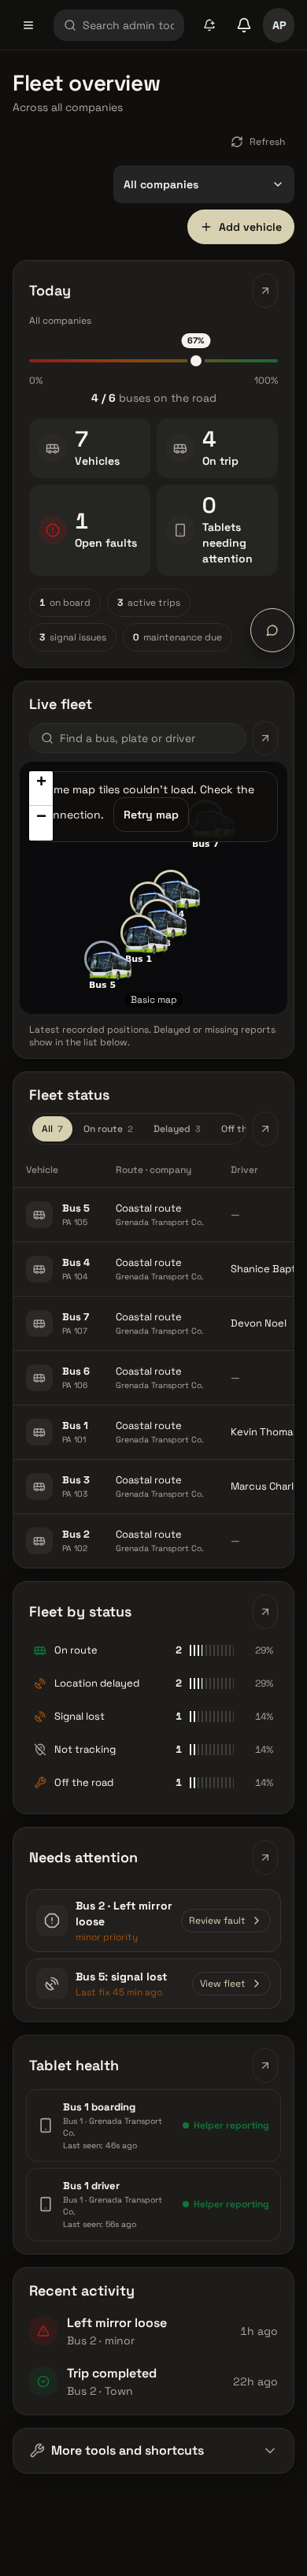 Search admin too
AP
Fleet overview
Across all companies
Refresh
All companies
Add vehicle
Today
All companies
67%
0%
100%
4 / 6 buses on the road
7
Vehicles
4
On trip
1
Open faults
0
Tablets
needing
attention
1 on board
3 active trips
3 signal issues
0 maintenance due
Live fleet
Find a bus, plate or driver
+
−
me map tiles couldn't load. Check the
nnection.
Retry map
Bus 7
4
3
Bus 1
Bus 5
Basic map
Latest recorded positions. Delayed or missing reports
show in the list below.
Fleet status
All 7
On route 2
Delayed 3
Off th
Vehicle
Route · company
Driver
Bus 5
PA 105
Coastal route
Grenada Transport Co.
—
Bus 4
PA 104
Coastal route
Grenada Transport Co.
Shanice Bapt
Bus 7
PA 107
Coastal route
Grenada Transport Co.
Devon Noel
Bus 6
PA 106
Coastal route
Grenada Transport Co.
—
Bus 1
PA 101
Coastal route
Grenada Transport Co.
Kevin Thoma
Bus 3
PA 103
Coastal route
Grenada Transport Co.
Marcus Charl
Bus 2
PA 102
Coastal route
Grenada Transport Co.
—
Fleet by status
On route
2
29%
Location delayed
2
29%
Signal lost
1
14%
Not tracking
1
14%
Off the road
1
14%
Needs attention
Bus 2 · Left mirror
loose
minor priority
Review fault
Bus 5: signal lost
Last fix 45 min ago
View fleet
Tablet health
Bus 1 boarding
Bus 1 · Grenada Transport
Co.
Last seen: 46s ago
Helper reporting
Bus 1 driver
Bus 1 · Grenada Transport
Co.
Last seen: 56s ago
Helper reporting
Recent activity
Left mirror loose
Bus 2 · minor
1h ago
Trip completed
Bus 2 · Town
22h ago
More tools and shortcuts